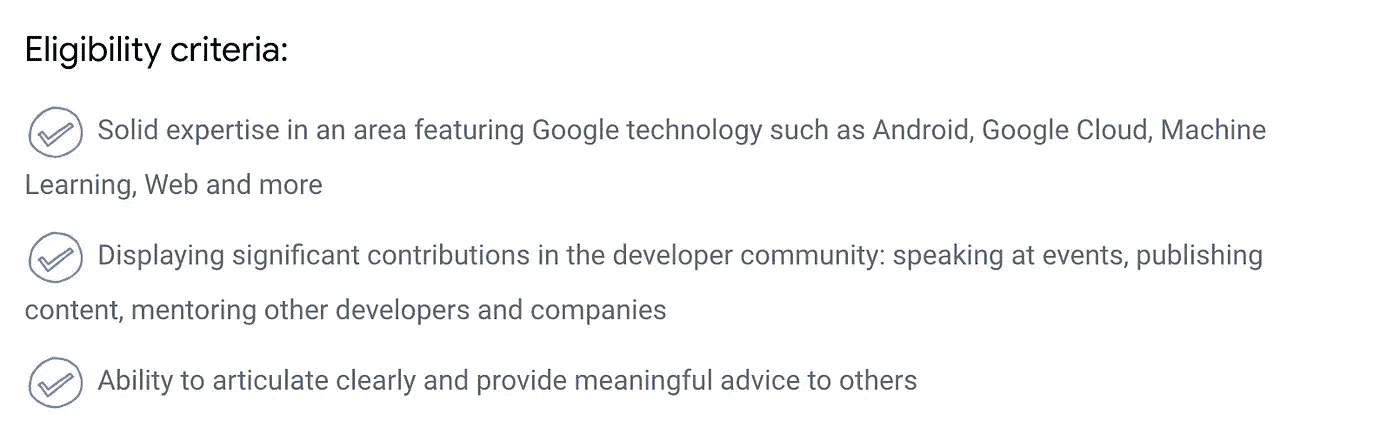 Eligibility criteria:
Solid expertise in an area featuring Google technology such as Android, Google Cloud, Machine
Learning, Web and more
Displaying significant contributions in the developer community: speaking at events, publishing
content, mentoring other developers and companies
Ability to articulate clearly and provide meaningful advice to others